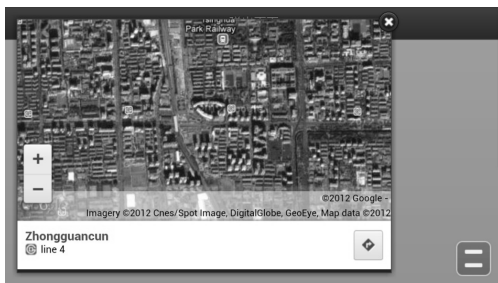 Park Railway
©2012 Google -
Imagery ©2012 Cnes/Spot Image, DigitalGlobe, GeoEye, Map data ©2012
Zhongguancun
line 4